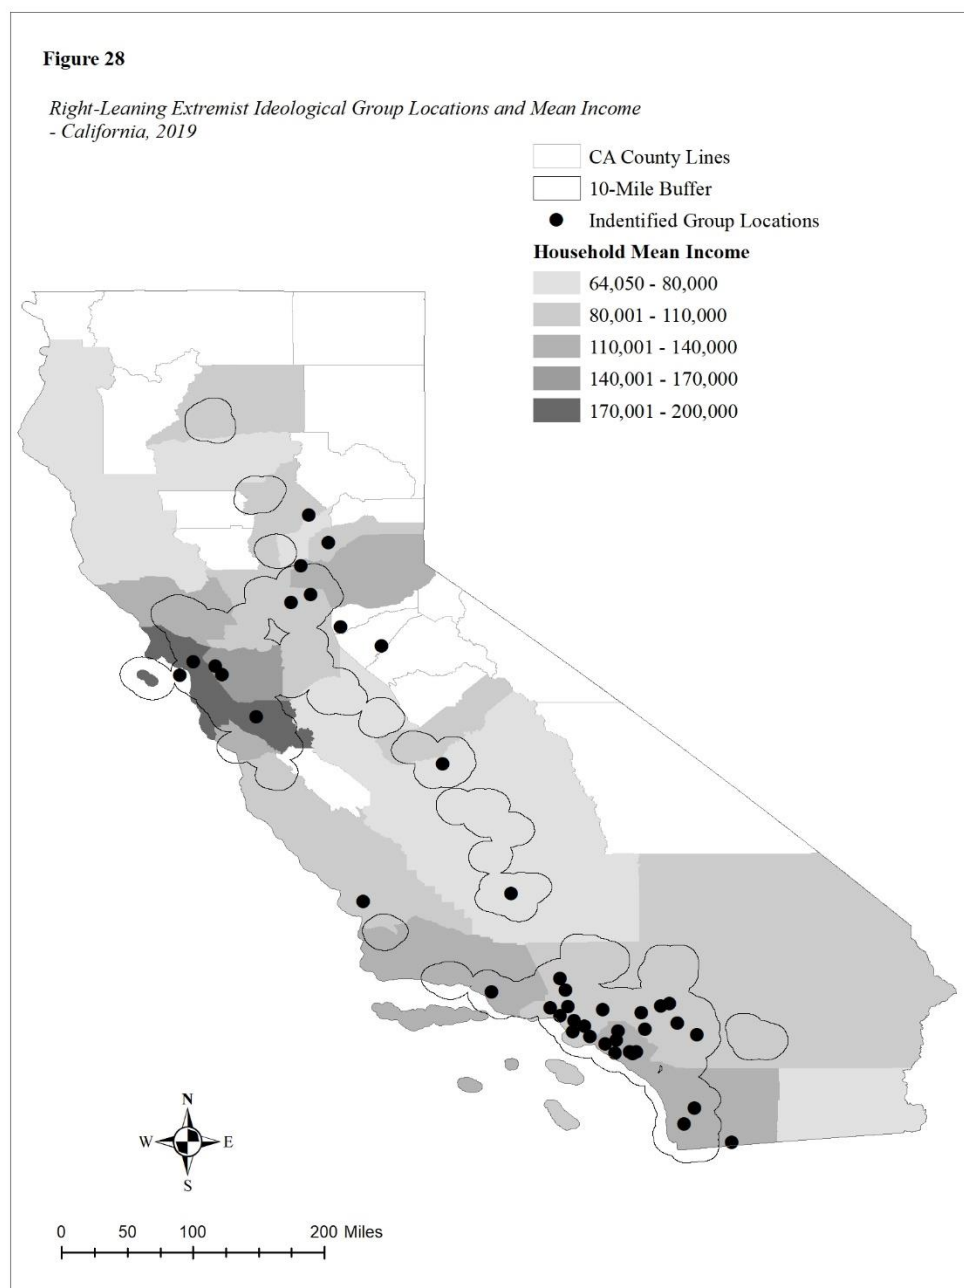 Figure 28
Right-Leaning Extremist Ideological Group Locations and Mean Income
- California, 2019
CA County Lines
10-Mile Buffer
Indentified Group Locations
Household Mean Income
64,050 - 80,000
80,001 - 110,000
110,001 - 140,000
140,001 - 170,000
170,001 - 200,000
N
W E
S
0 50 100 200 Miles